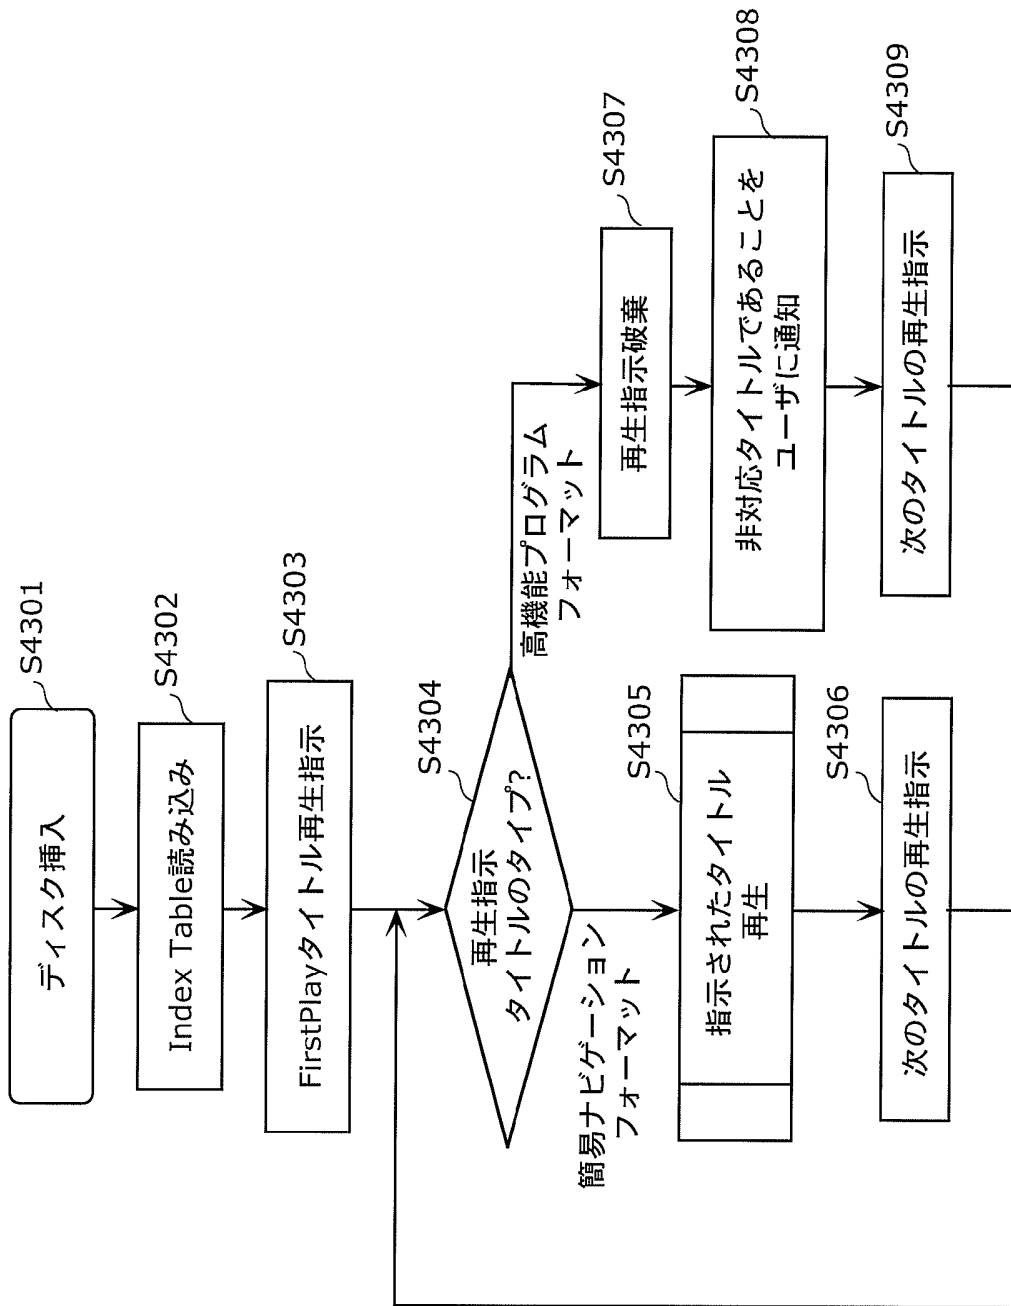 ディスク挿入
S4301
Index Table読み込み
S4302
FirstPlayタイトル再生指示
S4303
再生指示
タイトルのタイプ?
S4304
簡易ナビゲーション
フォーマット
高機能プログラム
フォーマット
指示されたタイトル
再生
S4305
次のタイトルの再生指示
S4306
再生指示破棄
S4307
非対応タイトルであることを
ユーザに通知
S4308
次のタイトルの再生指示
S4309